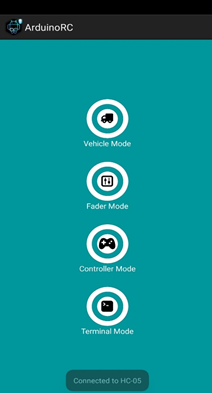 ArduinoRC
Vehicle Mode
Fader Mode
Controller Mode
Terminal Mode
Connected to HC-05